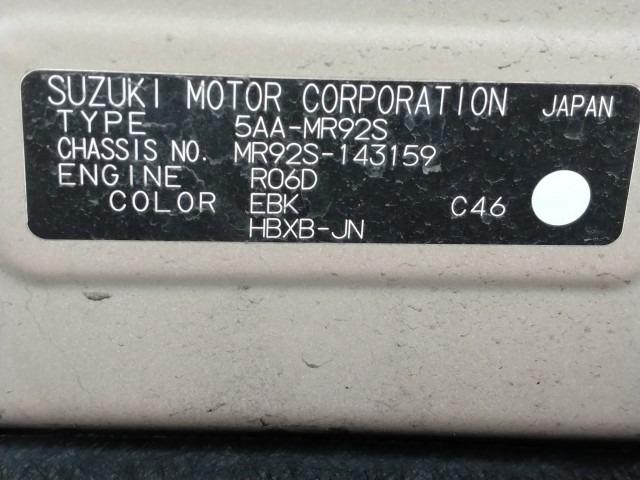 SUZUKI MOTOR CORPORATION JAPAN
TYPE 5AA-MR92S
CHASSIS NO. MR92S-143159
ENGINE R06D
COLOR EBK C46
HBXB-JN